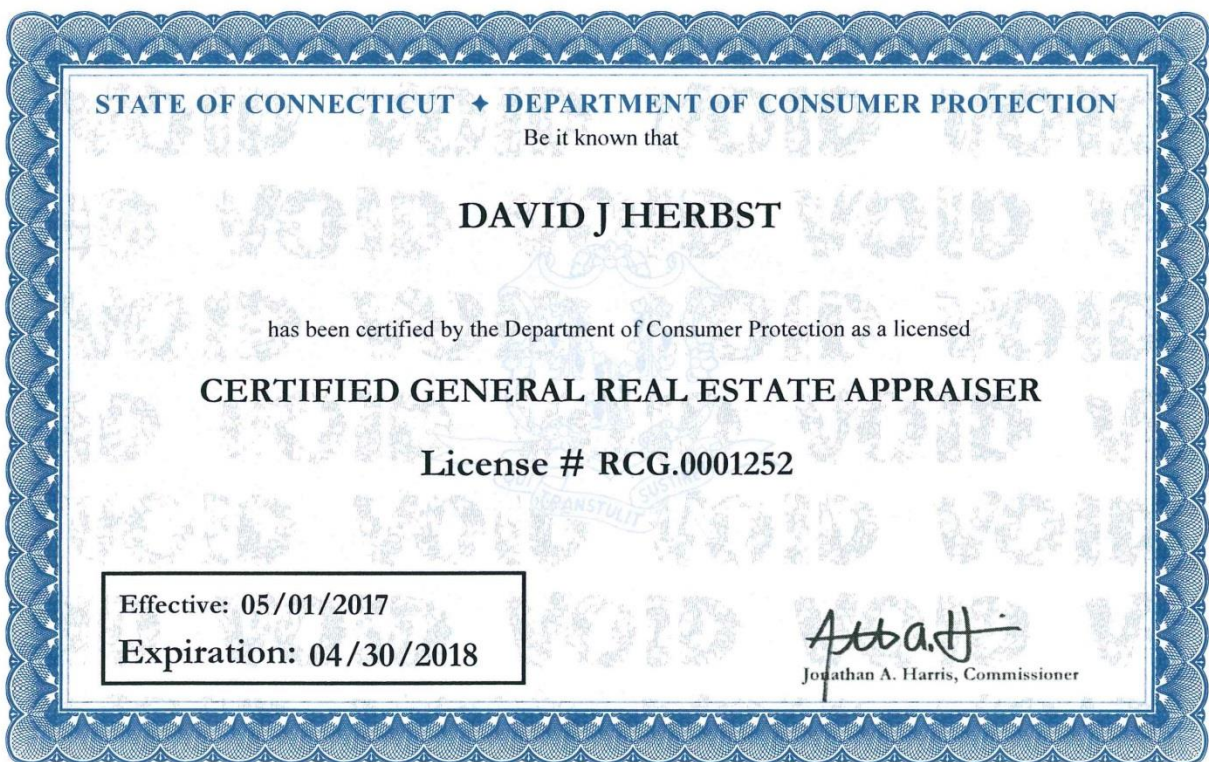 STATE OF CONNECTICUT ✦ DEPARTMENT OF CONSUMER PROTECTION
Be it known that
DAVID J HERBST
has been certified by the Department of Consumer Protection as a licensed
CERTIFIED GENERAL REAL ESTATE APPRAISER
License # RCG.0001252
TRANSTULIT
Effective: 05/01/2017
Expiration: 04/30/2018
Jonathan A. Harris, Commissioner